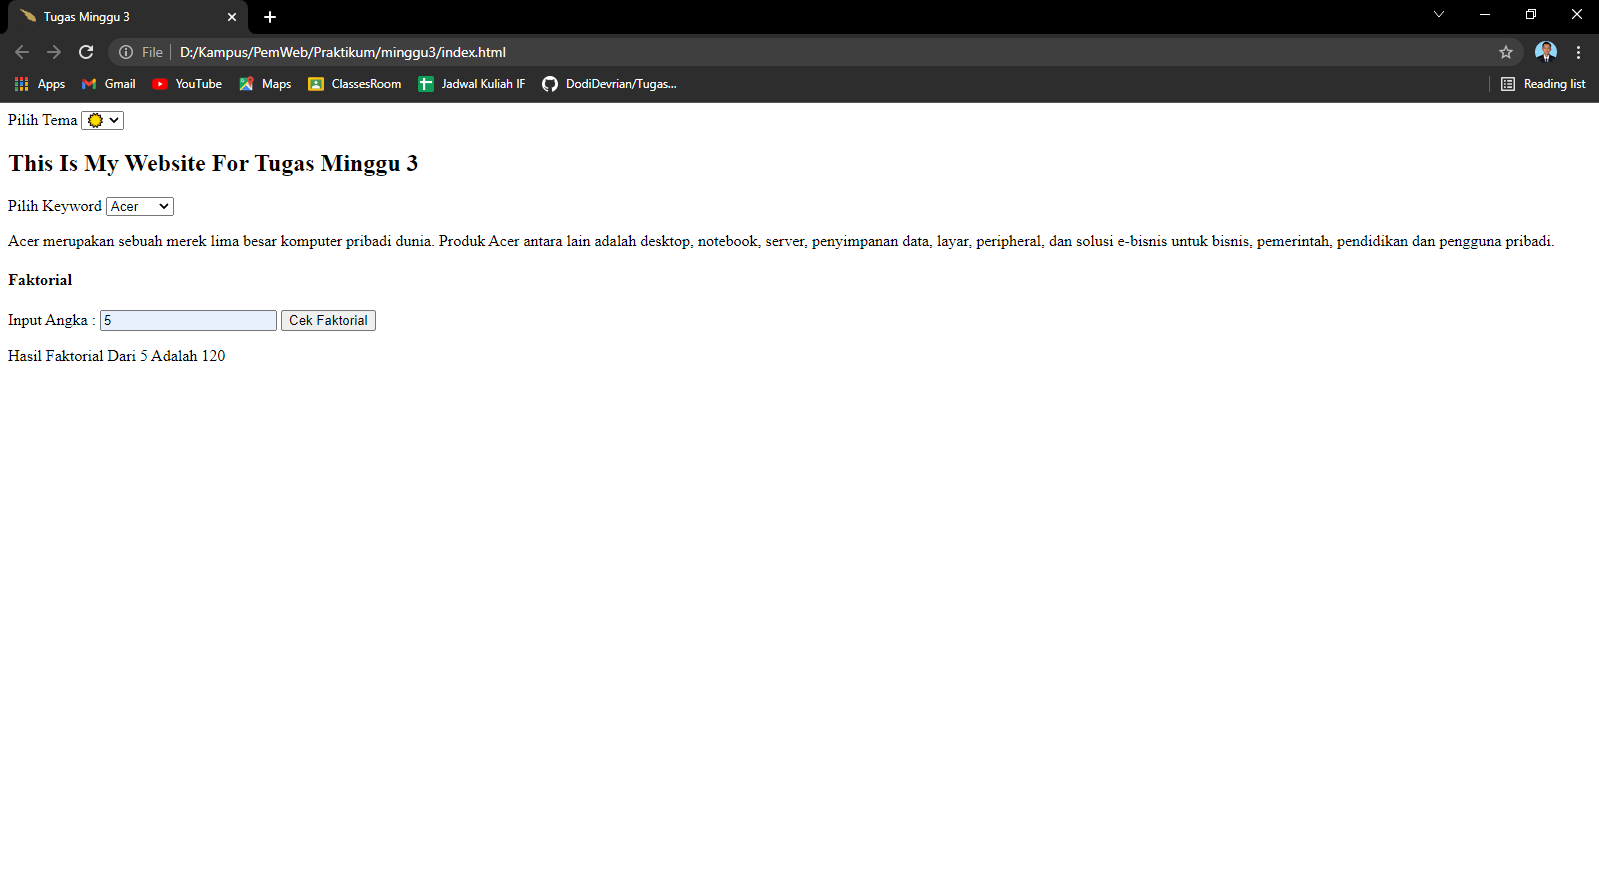 Tugas Minggu 3
File D:/Kampus/PemWeb/Praktikum/minggu3/index.html
Apps Gmail YouTube Maps ClassesRoom Jadwal Kuliah IF DodiDevrian/Tugas... Reading list
Pilih Tema
This Is My Website For Tugas Minggu 3
Pilih Keyword Acer
Acer merupakan sebuah merek lima besar komputer pribadi dunia. Produk Acer antara lain adalah desktop, notebook, server, penyimpanan data, layar, peripheral, dan solusi e-bisnis untuk bisnis, pemerintah, pendidikan dan pengguna pribadi.
Faktorial
Input Angka : 5 Cek Faktorial
Hasil Faktorial Dari 5 Adalah 120